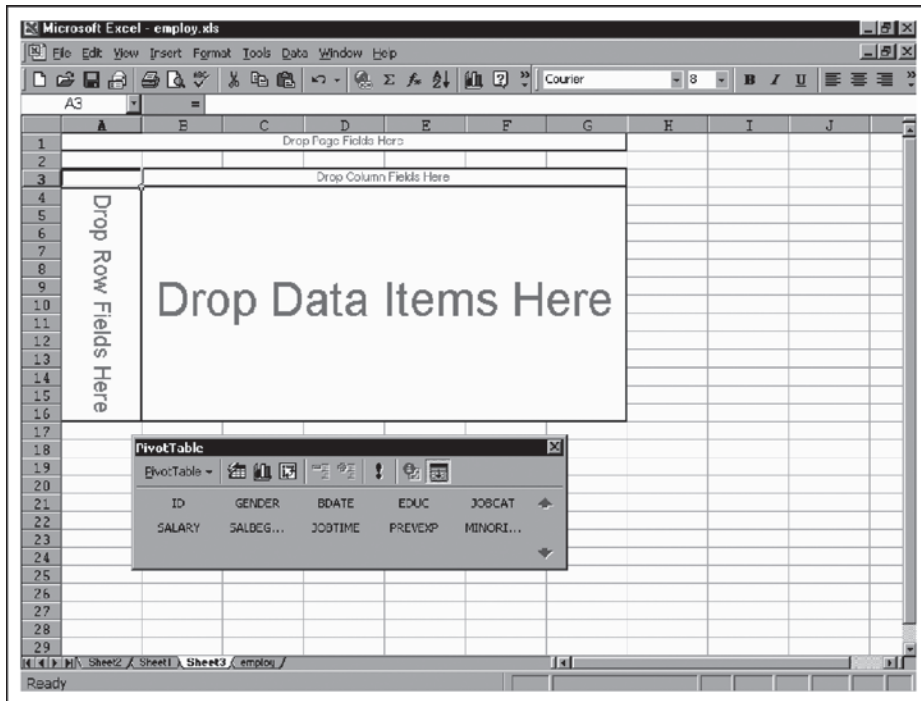 Microsoft Excel - employ.xls
File Edit View Insert Format Tools Data Window Help
Courier 8 B I U
A3 =
A B C D E F G H I J
1 Drop Page Fields Here
2
3 Drop Column Fields Here
4
5
6
7
8
9
10
11
12
13
14
15
16
Drop Row Fields Here
Drop Data Items Here
17
18
19
20
21
22
23
24
25
26
27
28
29
PivotTable
PivotTable
ID GENDER BDATE EDUC JOBCAT
SALARY SALBEG... JOBTIME PREVEXP MINORI...
Sheet2 Sheet1 Sheet3 employ
Ready